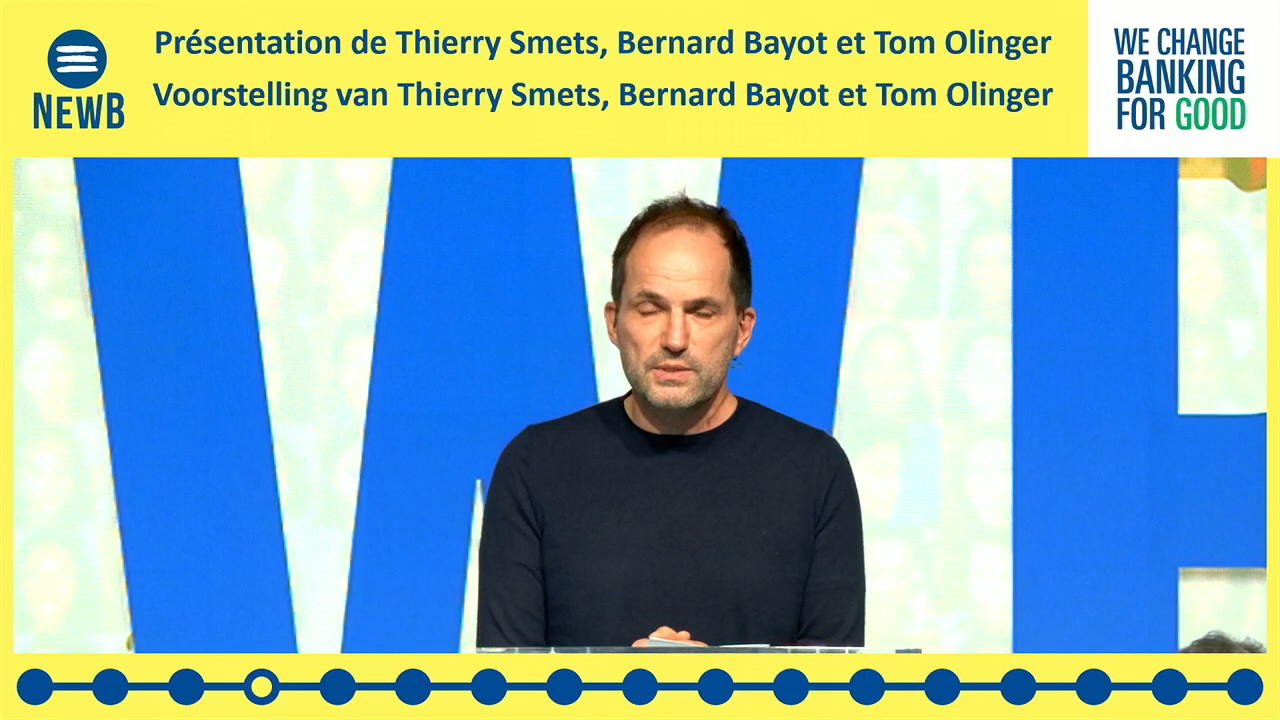 Présentation de Thierry Smets, Bernard Bayot et Tom Olinger
Voorstelling van Thierry Smets, Bernard Bayot et Tom Olinger
NEWB
WE CHANGE
BANKING
FOR GOOD